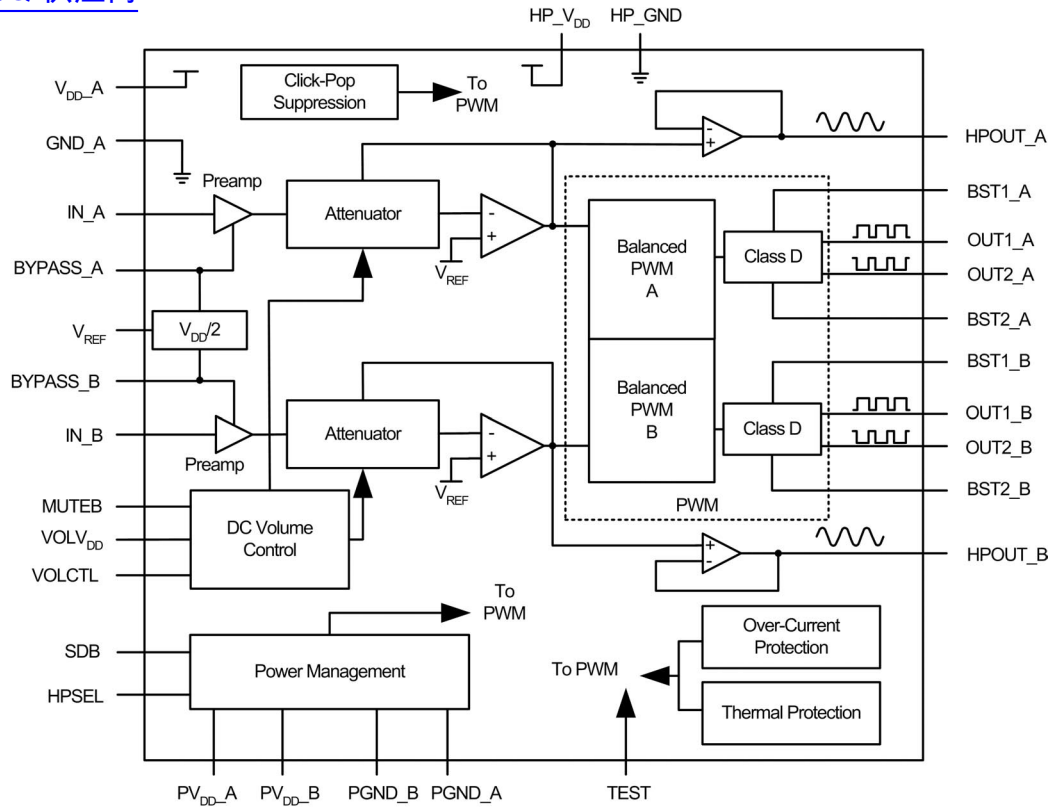 HP_VDD HP_GND
VDD_A
Click-Pop
Suppression
To
PWM
GND_A
HPOUT_A
Preamp
BST1_A
IN_A
Attenuator
-
+
VREF
-
+
Balanced
PWM
A
Class D
OUT1_A
OUT2_A
BYPASS_A
BST2_A
VREF
VDD/2
BST1_B
BYPASS_B
Balanced
PWM
B
Class D
OUT1_B
OUT2_B
IN_B
Preamp
Attenuator
-
+
VREF
BST2_B
PWM
MUTEB
VOLVDD
VOLCTL
DC Volume
Control
+
-
HPOUT_B
To
PWM
SDB
HPSEL
Power Management
To PWM
Over-Current
Protection
Thermal Protection
PVDD_A PVDD_B PGND_B PGND_A TEST